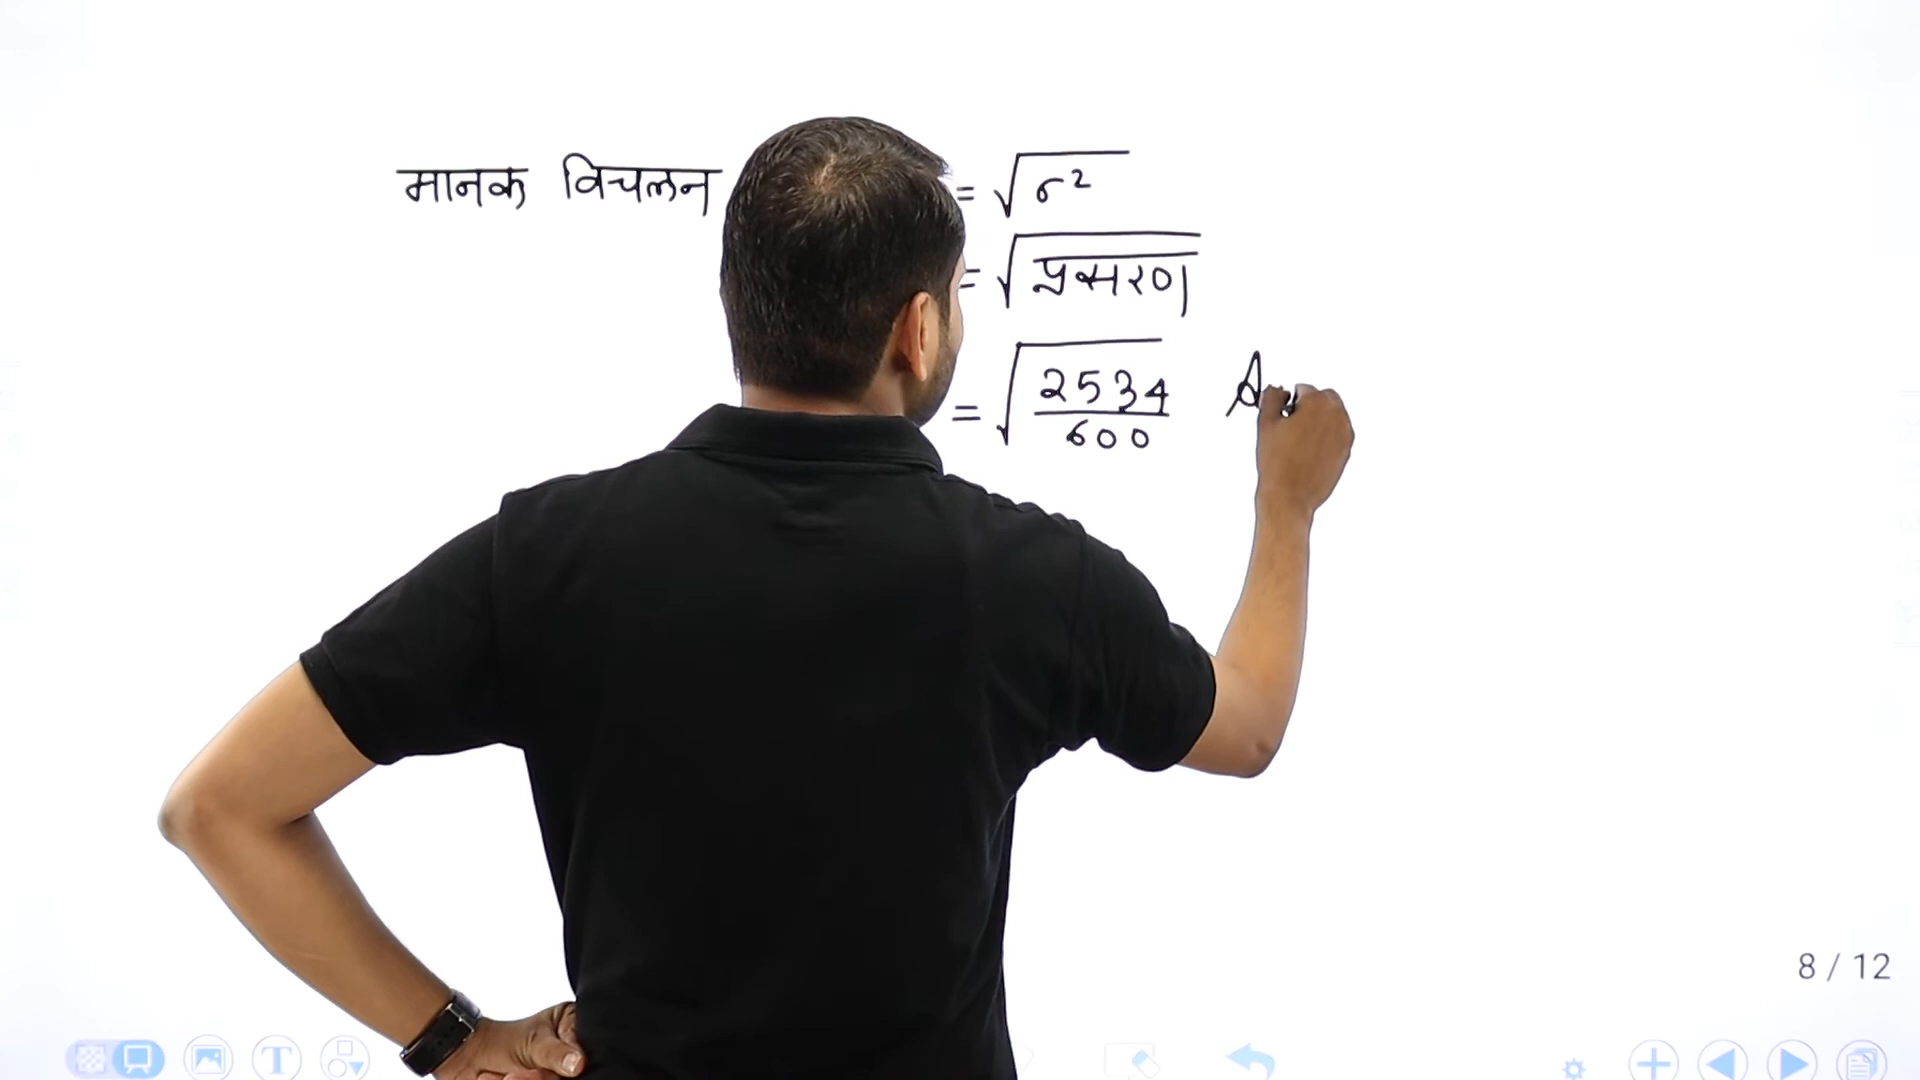 मानक विचलन = √σ²
= √प्रसरण
= √2534/600
8 / 12
T